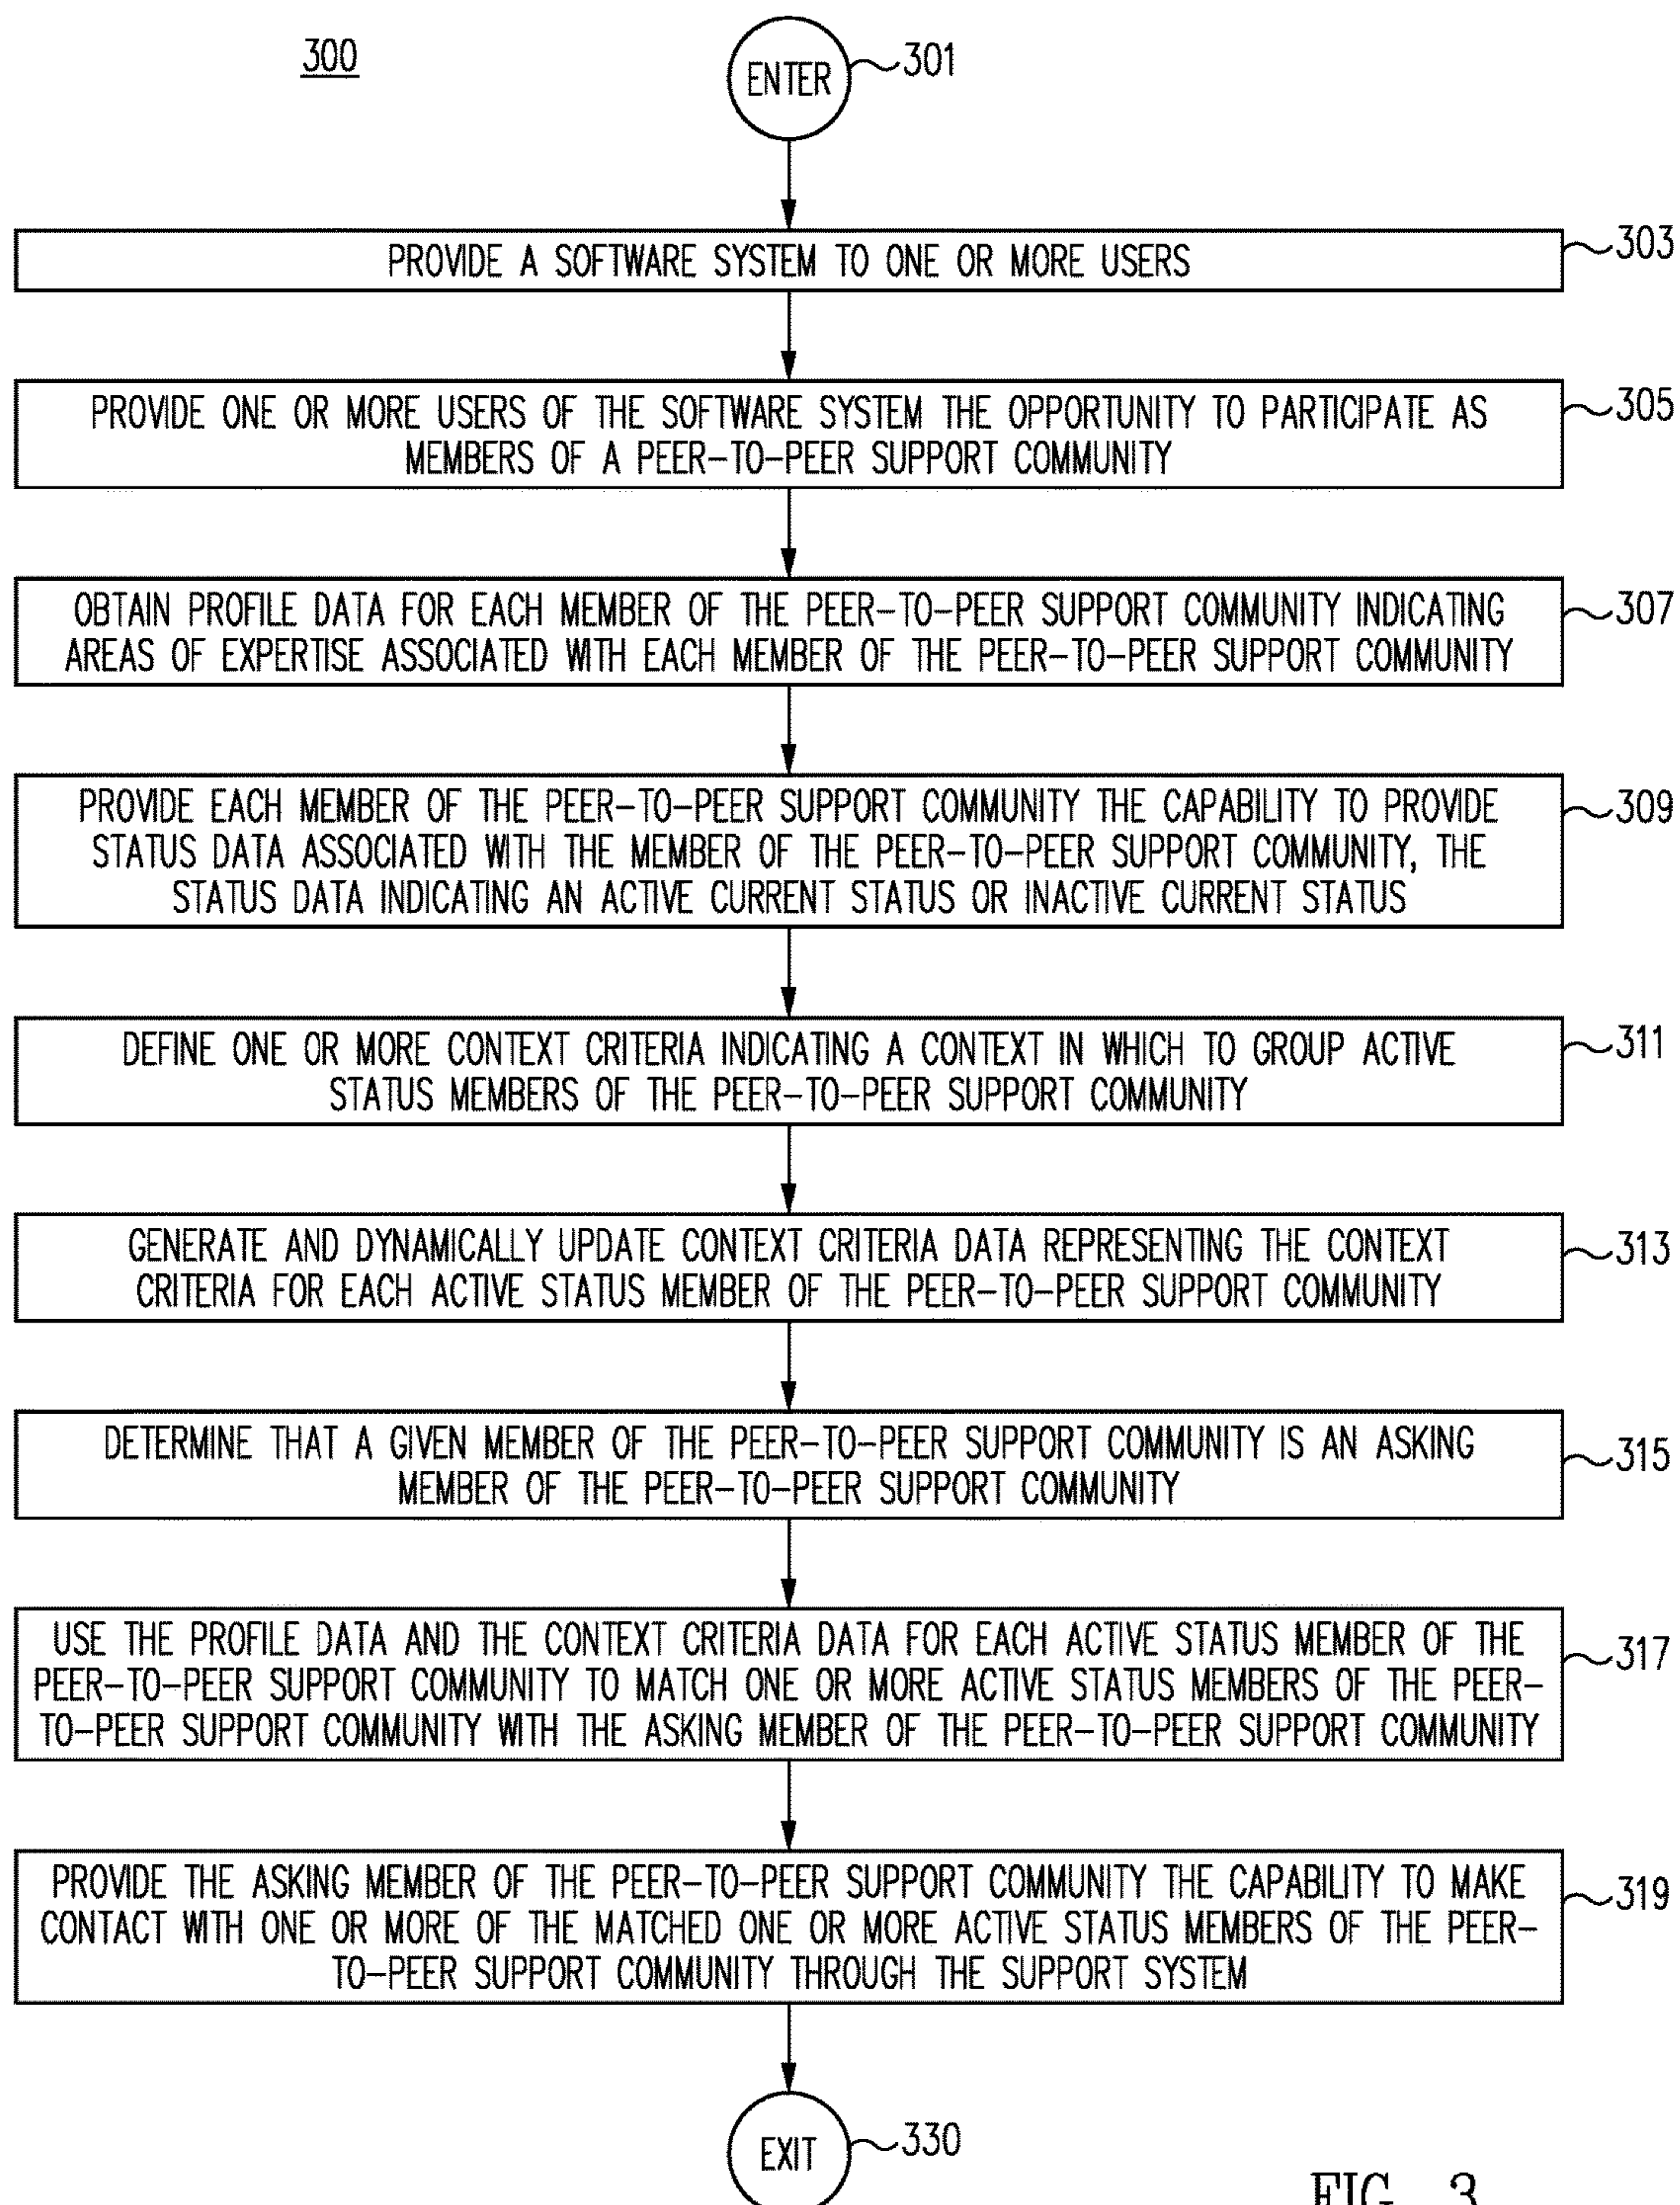 300
ENTER
301
PROVIDE A SOFTWARE SYSTEM TO ONE OR MORE USERS
303
PROVIDE ONE OR MORE USERS OF THE SOFTWARE SYSTEM THE OPPORTUNITY TO PARTICIPATE AS
MEMBERS OF A PEER-TO-PEER SUPPORT COMMUNITY
305
OBTAIN PROFILE DATA FOR EACH MEMBER OF THE PEER-TO-PEER SUPPORT COMMUNITY INDICATING
AREAS OF EXPERTISE ASSOCIATED WITH EACH MEMBER OF THE PEER-TO-PEER SUPPORT COMMUNITY
307
PROVIDE EACH MEMBER OF THE PEER-TO-PEER SUPPORT COMMUNITY THE CAPABILITY TO PROVIDE
STATUS DATA ASSOCIATED WITH THE MEMBER OF THE PEER-TO-PEER SUPPORT COMMUNITY, THE
STATUS DATA INDICATING AN ACTIVE CURRENT STATUS OR INACTIVE CURRENT STATUS
309
DEFINE ONE OR MORE CONTEXT CRITERIA INDICATING A CONTEXT IN WHICH TO GROUP ACTIVE
STATUS MEMBERS OF THE PEER-TO-PEER SUPPORT COMMUNITY
311
GENERATE AND DYNAMICALLY UPDATE CONTEXT CRITERIA DATA REPRESENTING THE CONTEXT
CRITERIA FOR EACH ACTIVE STATUS MEMBER OF THE PEER-TO-PEER SUPPORT COMMUNITY
313
DETERMINE THAT A GIVEN MEMBER OF THE PEER-TO-PEER SUPPORT COMMUNITY IS AN ASKING
MEMBER OF THE PEER-TO-PEER SUPPORT COMMUNITY
315
USE THE PROFILE DATA AND THE CONTEXT CRITERIA DATA FOR EACH ACTIVE STATUS MEMBER OF THE
PEER-TO-PEER SUPPORT COMMUNITY TO MATCH ONE OR MORE ACTIVE STATUS MEMBERS OF THE PEER-
TO-PEER SUPPORT COMMUNITY WITH THE ASKING MEMBER OF THE PEER-TO-PEER SUPPORT COMMUNITY
317
PROVIDE THE ASKING MEMBER OF THE PEER-TO-PEER SUPPORT COMMUNITY THE CAPABILITY TO MAKE
CONTACT WITH ONE OR MORE OF THE MATCHED ONE OR MORE ACTIVE STATUS MEMBERS OF THE PEER-
TO-PEER SUPPORT COMMUNITY THROUGH THE SUPPORT SYSTEM
319
EXIT
330
FIG. 3